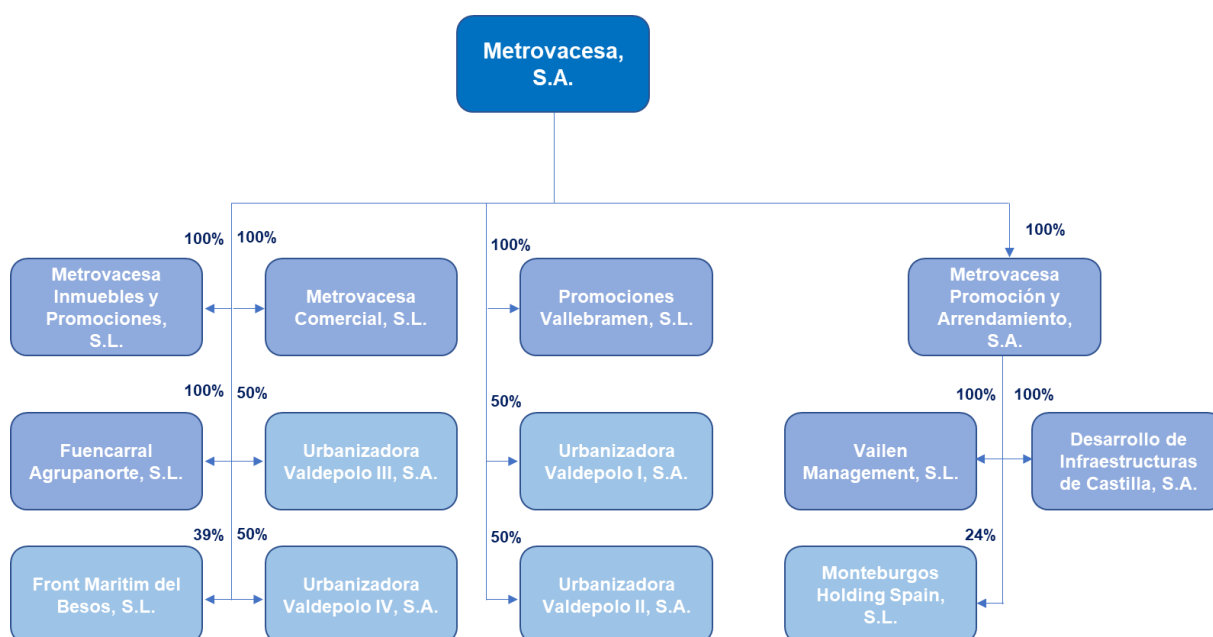 Metrovacesa,
S.A.
100%
100%
100%
100%
Metrovacesa
Inmuebles y
Promociones,
S.L.
Metrovacesa
Comercial, S.L.
Promociones
Vallebramen, S.L.
Metrovacesa
Promoción y
Arrendamiento,
S.A.
100%
50%
50%
100%
100%
Fuencarral
Agrupanorte, S.L.
Urbanizadora
Valdepolo III, S.A.
Urbanizadora
Valdepolo I, S.A.
Vailen
Management, S.L.
Desarrollo de
Infraestructuras
de Castilla, S.A.
39%
50%
50%
24%
Front Maritim del
Besos, S.L.
Urbanizadora
Valdepolo IV, S.A.
Urbanizadora
Valdepolo II, S.A.
Monteburgos
Holding Spain,
S.L.